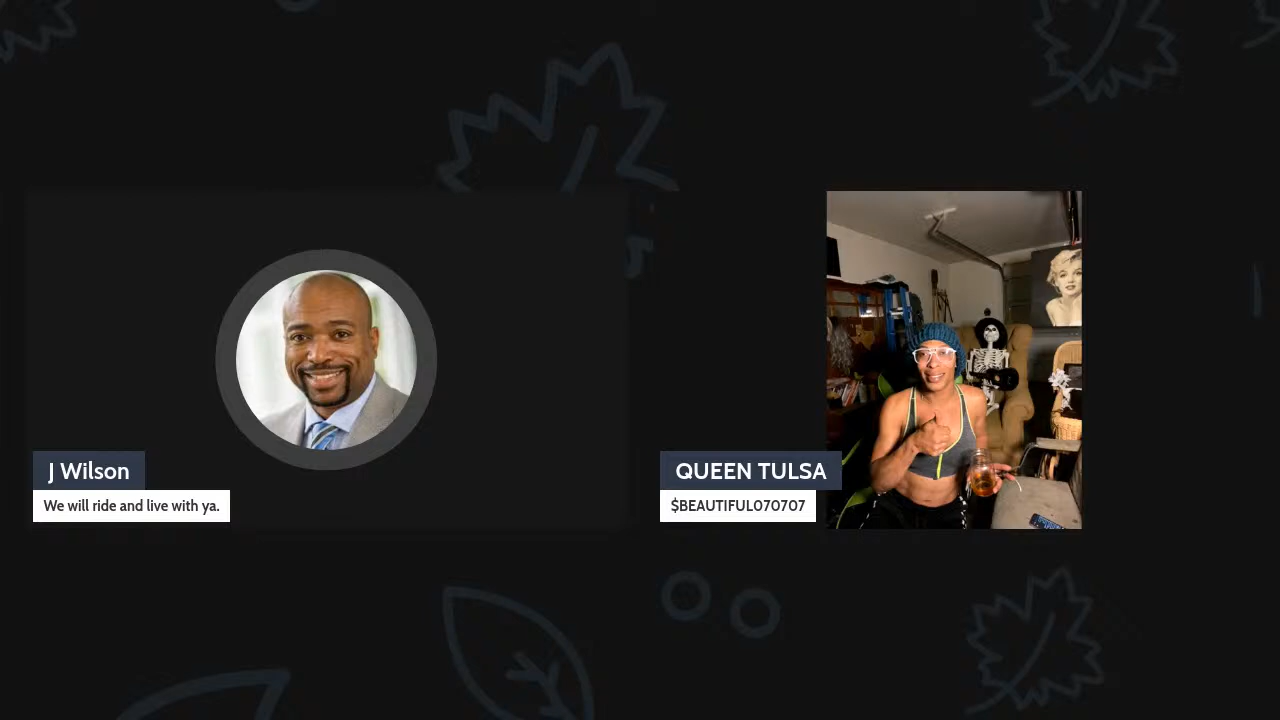 J Wilson
We will ride and live with ya.
QUEEN TULSA
$BEAUTIFUL070707